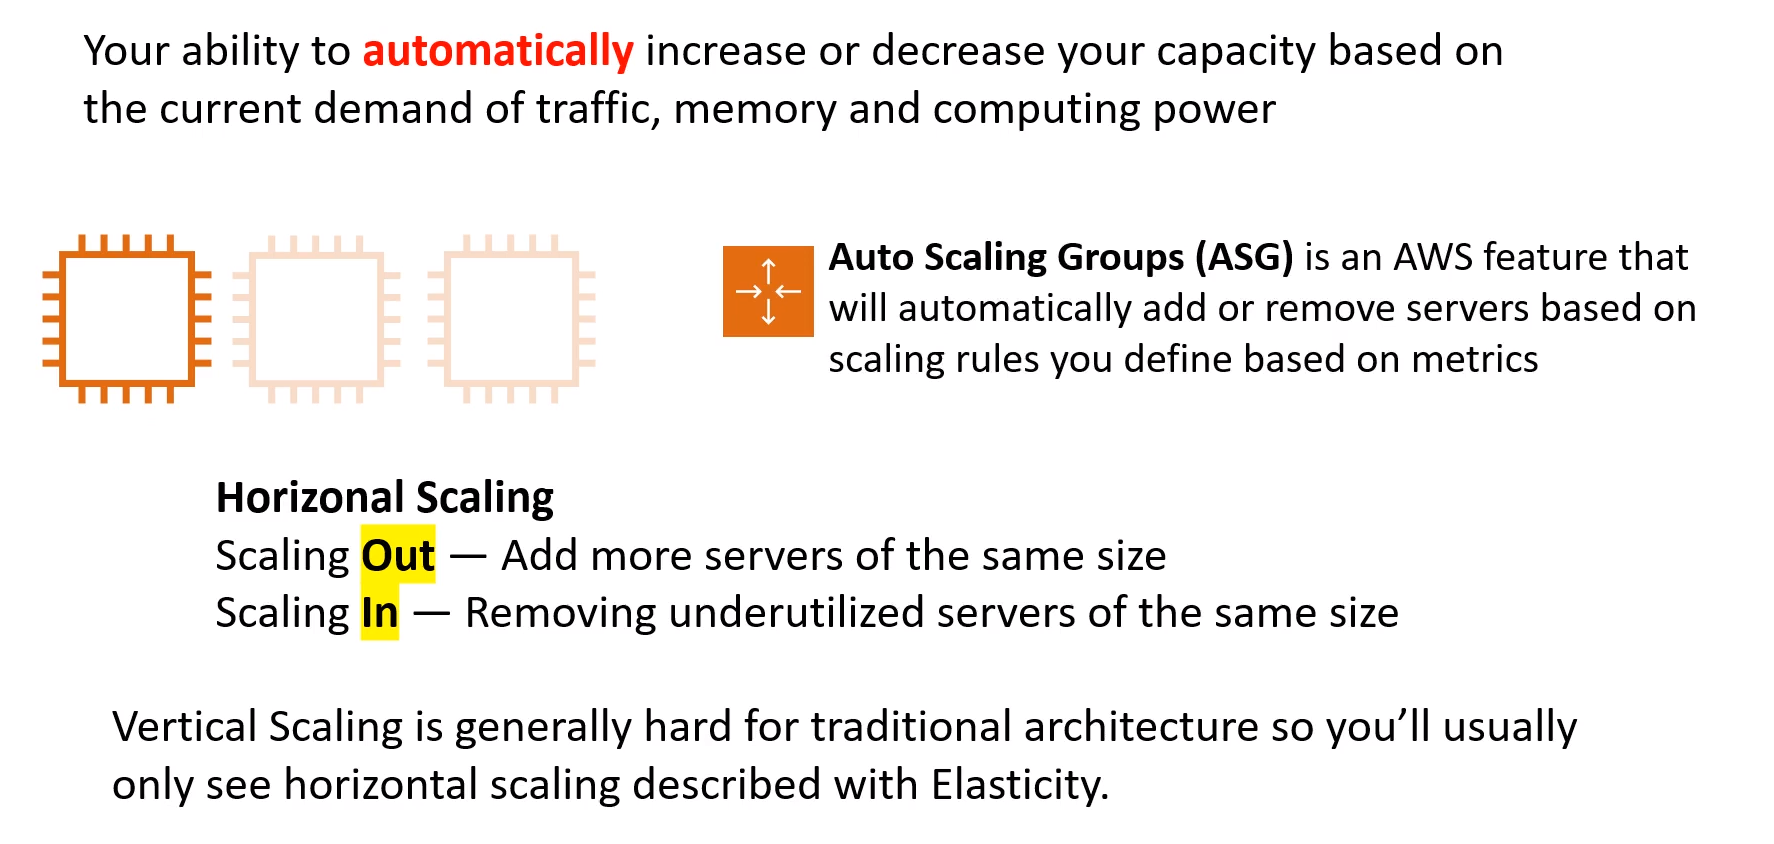 Your ability to automatically increase or decrease your capacity based on
the current demand of traffic, memory and computing power
Auto Scaling Groups (ASG) is an AWS feature that
will automatically add or remove servers based on
scaling rules you define based on metrics
Horizonal Scaling
Scaling Out — Add more servers of the same size
Scaling In — Removing underutilized servers of the same size
Vertical Scaling is generally hard for traditional architecture so you’ll usually
only see horizontal scaling described with Elasticity.